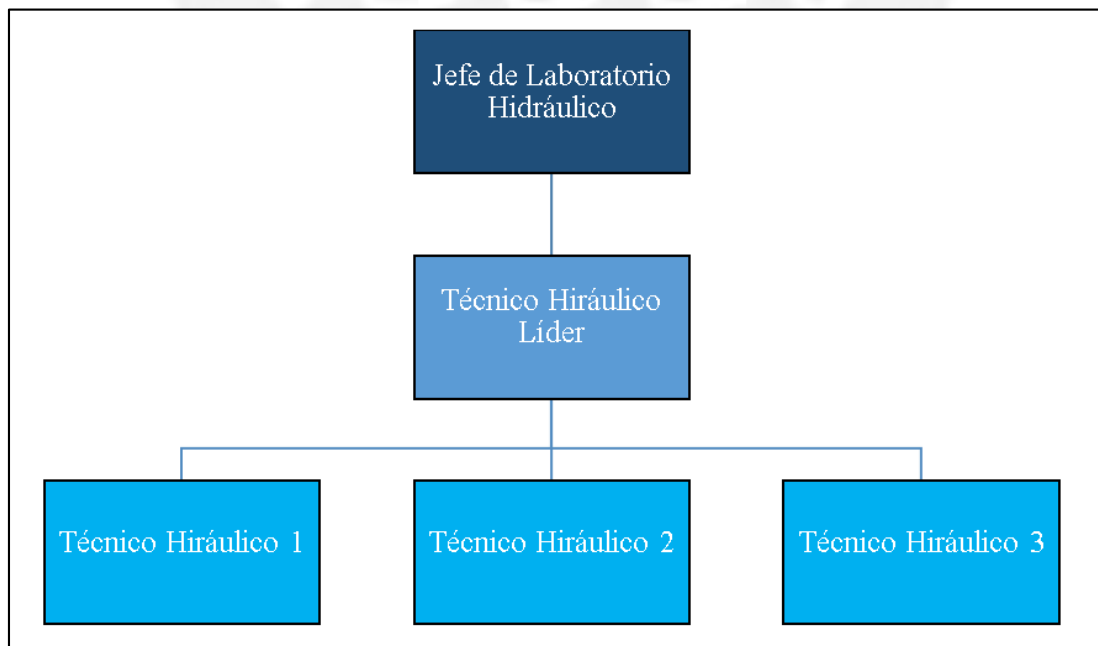 Jefe de Laboratorio
Hidráulico
Técnico Hiráulico
Líder
Técnico Hiráulico 1
Técnico Hiráulico 2
Técnico Hiráulico 3